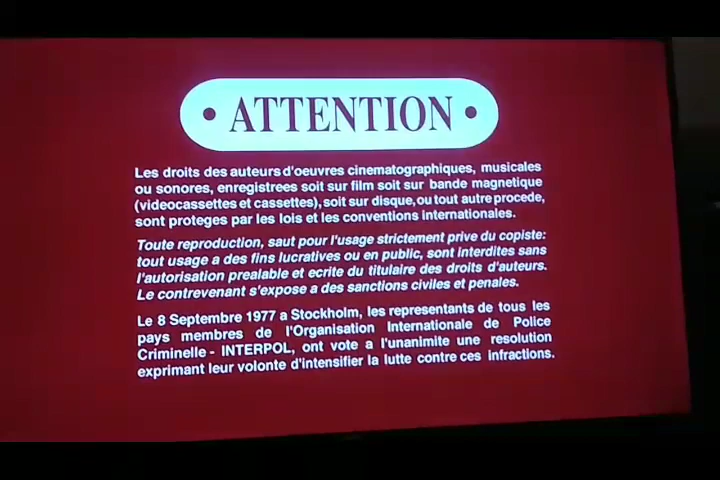 • ATTENTION •
Les droits des auteurs d'oeuvres cinematographiques, musicales
ou sonores, enregistrees soit sur film soit sur bande magnetique
(videocassettes et cassettes), soit sur disque, ou tout autre procede,
sont proteges par les lois et les conventions internationales.
Toute reproduction, saut pour l'usage strictement prive du copiste:
tout usage a des fins lucratives ou en public, sont interdites sans
l'autorisation prealable et ecrite du titulaire des droits d'auteurs.
Le contrevenant s'expose a des sanctions civiles et penales.
Le 8 Septembre 1977 a Stockholm, les representants de tous les
pays membres de l'Organisation Internationale de Police
Criminelle - INTERPOL, ont vote a l'unanimite une resolution
exprimant leur volonte d'intensifier la lutte contre ces infractions.